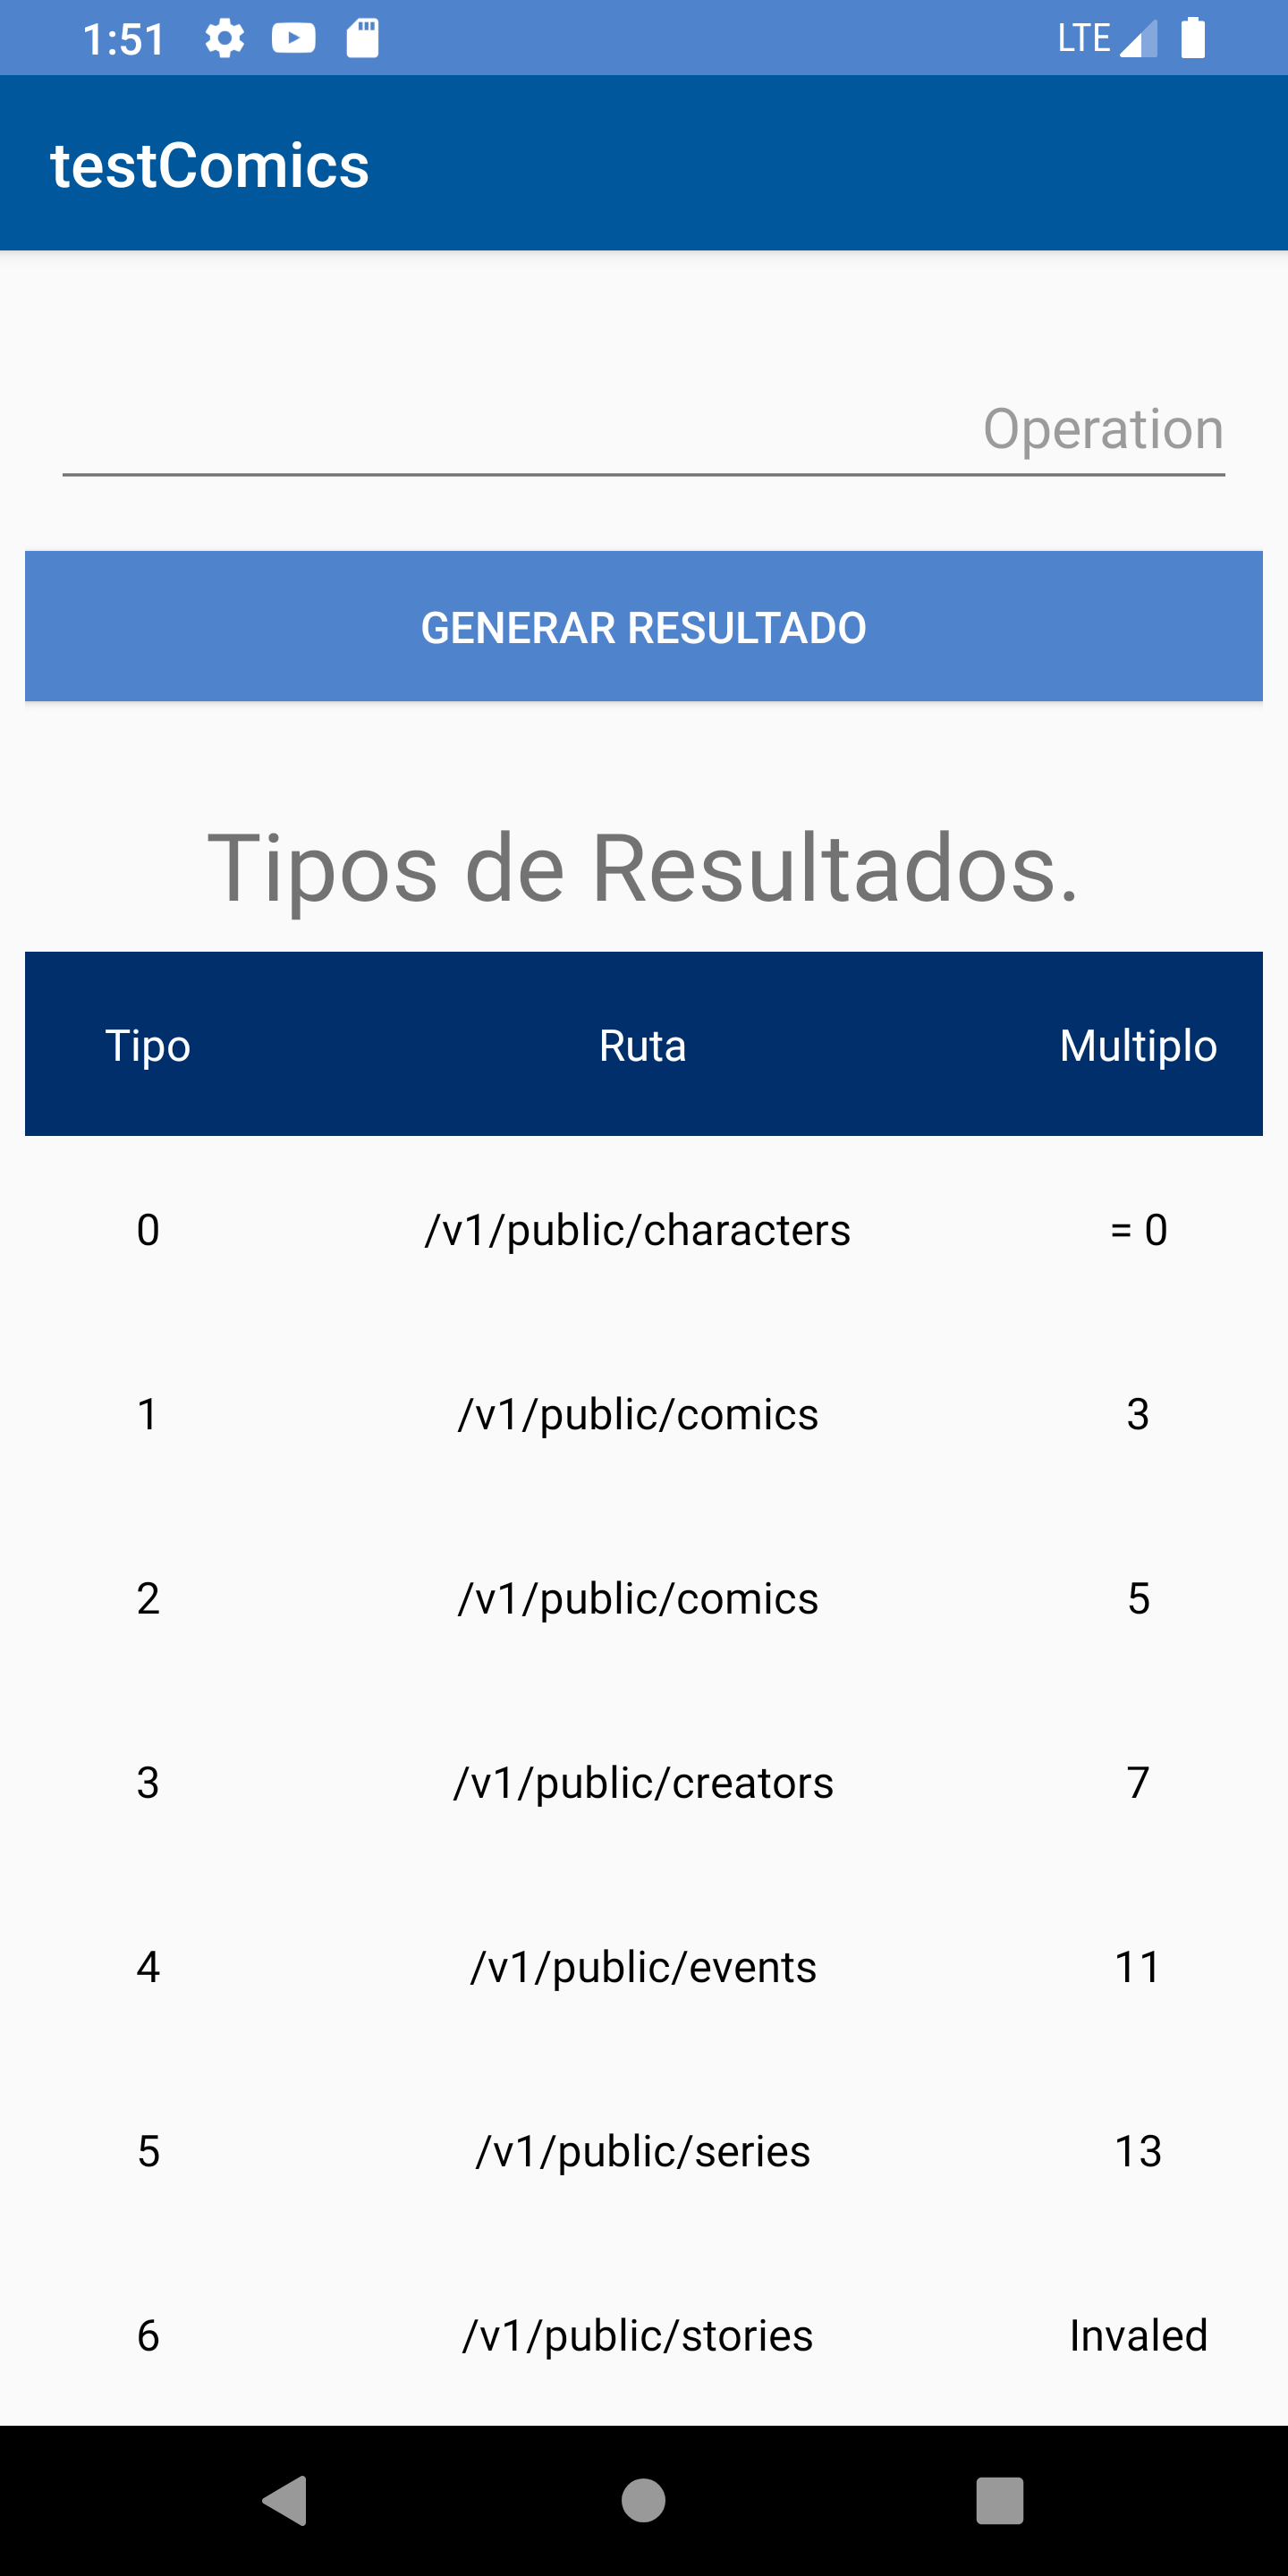 1:51 LTE
testComics
Operation
GENERAR RESULTADO
Tipos de Resultados.
Tipo Ruta Multiplo
0 /v1/public/characters = 0
1 /v1/public/comics 3
2 /v1/public/comics 5
3 /v1/public/creators 7
4 /v1/public/events 11
5 /v1/public/series 13
6 /v1/public/stories Invaled